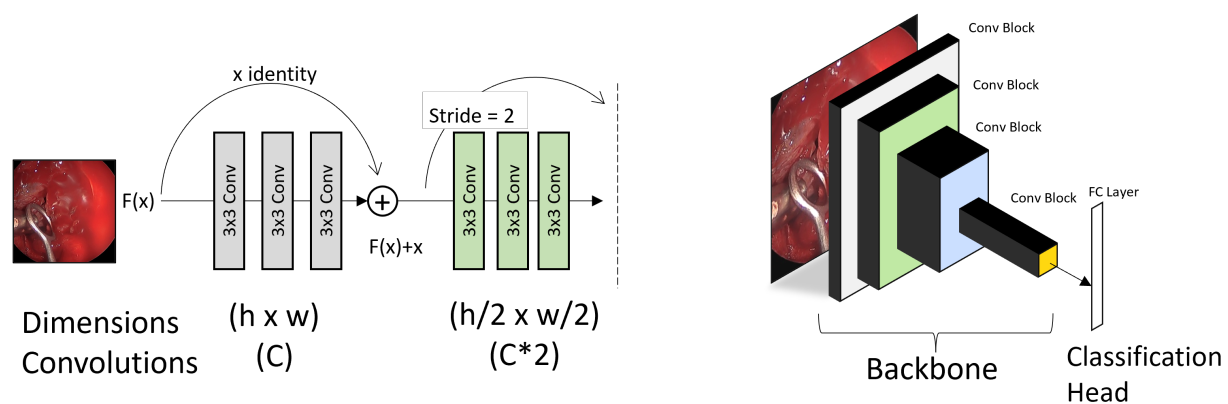 x identity
Stride = 2
F(x)
3x3 Conv
3x3 Conv
3x3 Conv
+
F(x)+x
3x3 Conv
3x3 Conv
3x3 Conv
Dimensions
Convolutions
(h x w)
(C)
(h/2 x w/2)
(C*2)
Conv Block
Conv Block
Conv Block
Conv Block
FC Layer
Backbone
Classification
Head